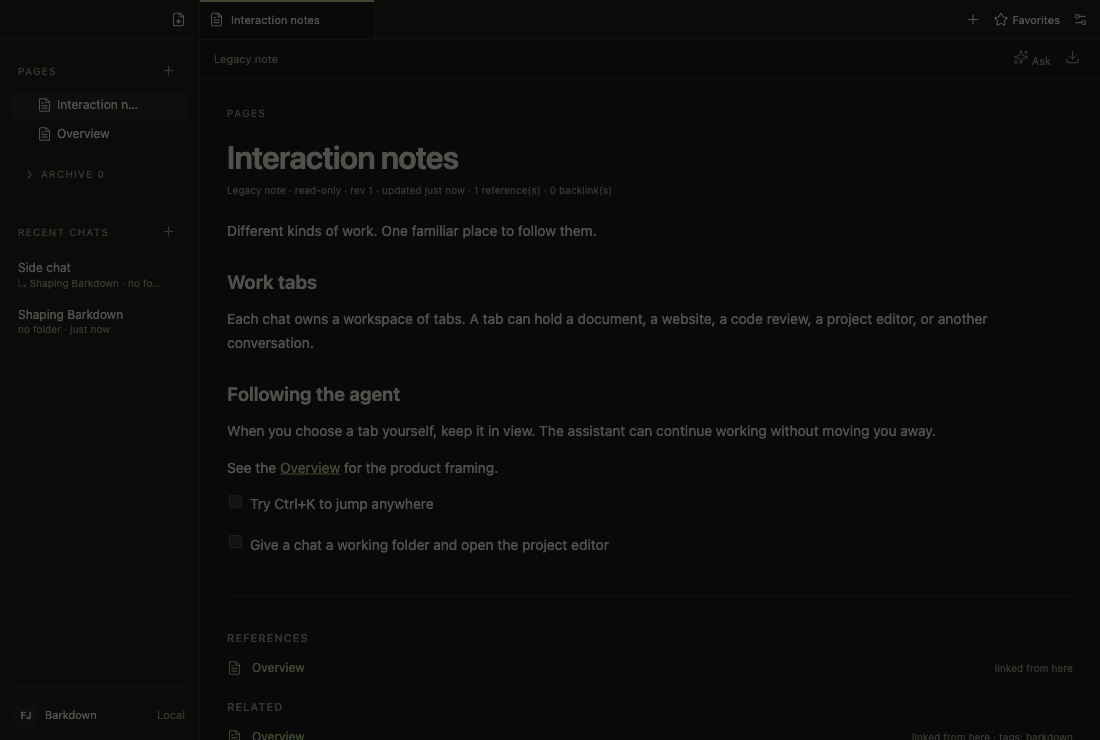 Interaction notes
Favorites
Legacy note
Ask
PAGES
Interaction n...
Overview
ARCHIVE 0
RECENT CHATS
Side chat
Shaping Barkdown · no fo...
Shaping Barkdown
no folder · just now
FJ Barkdown Local
PAGES
Interaction notes
Legacy note · read-only · rev 1 · updated just now · 1 reference(s) · 0 backlink(s)
Different kinds of work. One familiar place to follow them.
Work tabs
Each chat owns a workspace of tabs. A tab can hold a document, a website, a code review, a project editor, or another
conversation.
Following the agent
When you choose a tab yourself, keep it in view. The assistant can continue working without moving you away.
See the Overview for the product framing.
Try Ctrl+K to jump anywhere
Give a chat a working folder and open the project editor
REFERENCES
Overview linked from here
RELATED
Overview linked from here · tags: barkdown